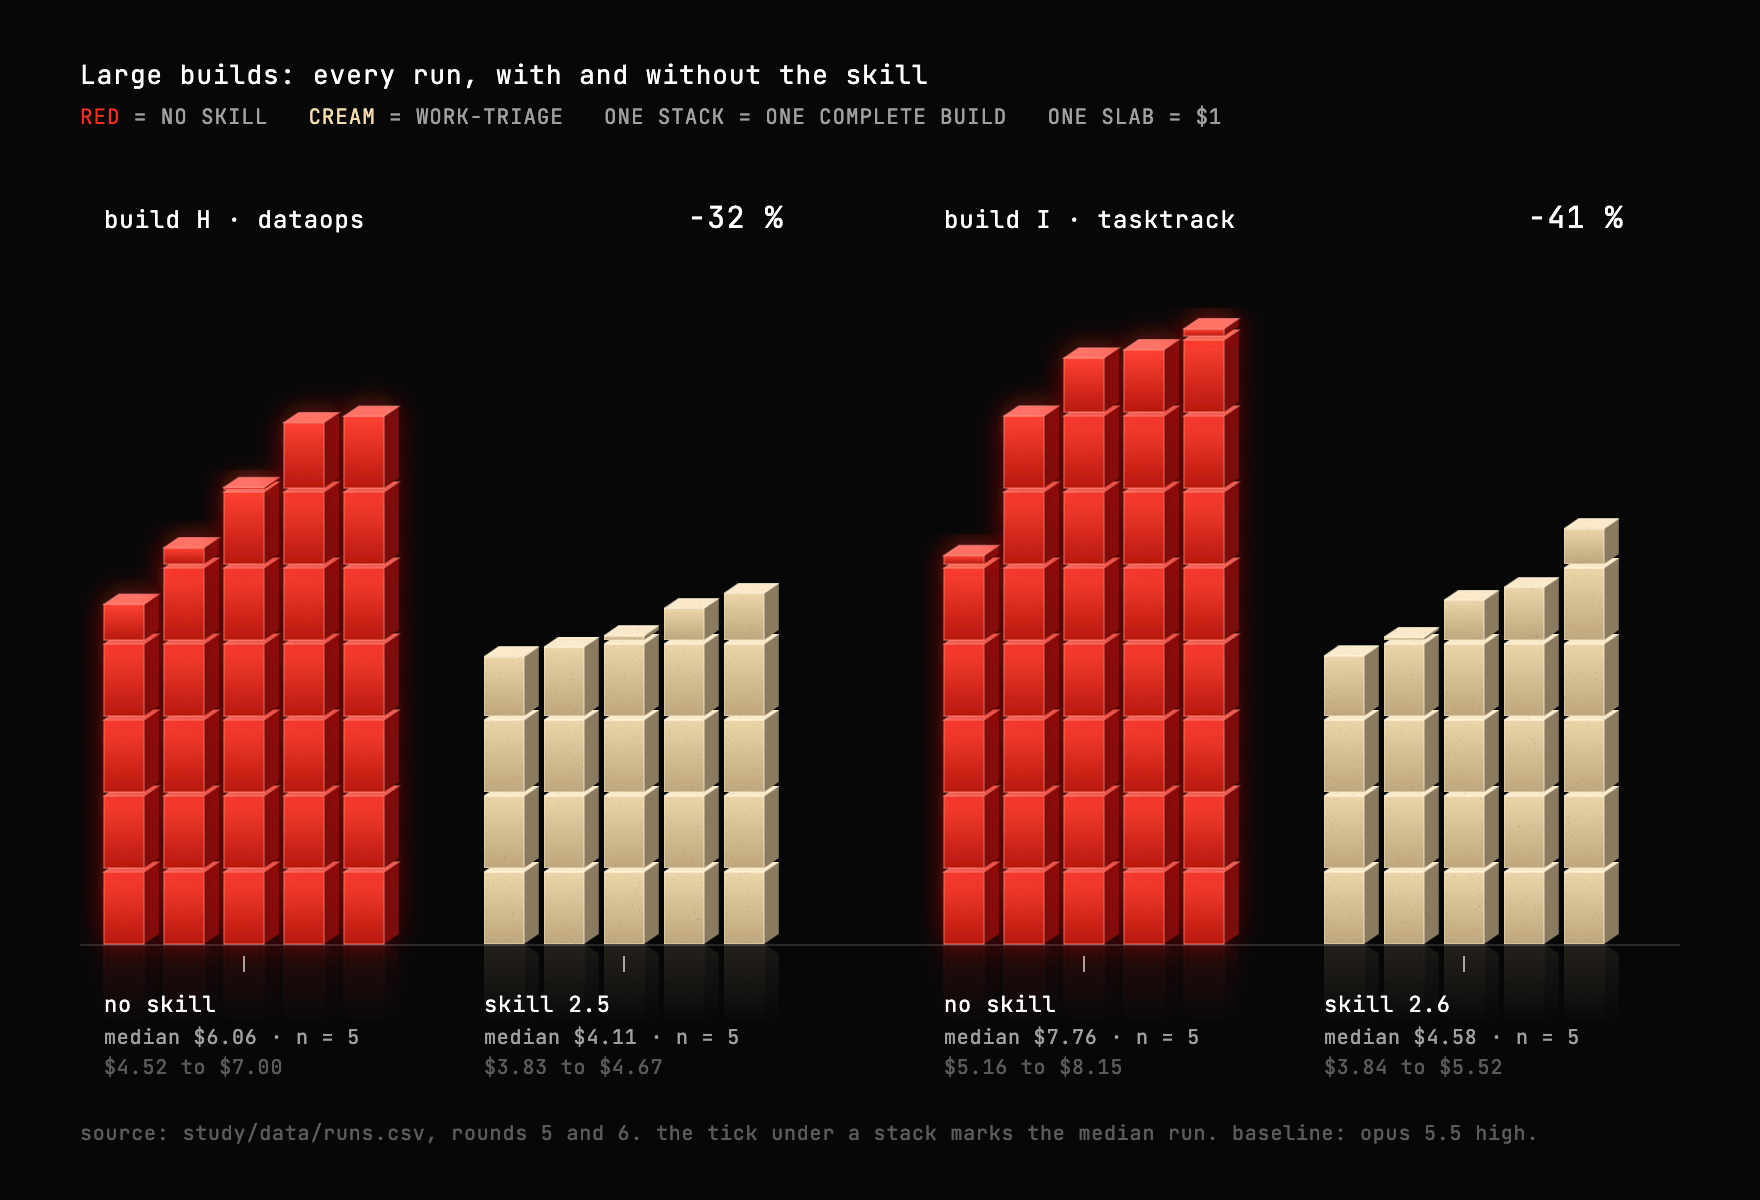 Large builds: every run, with and without the skill
RED = NO SKILL   CREAM = WORK-TRIAGE   ONE STACK = ONE COMPLETE BUILD   ONE SLAB = $1
build H · dataops   -32 %   build I · tasktrack   -41 %
no skill   skill 2.5   no skill   skill 2.6
median $6.06 · n = 5   median $4.11 · n = 5   median $7.76 · n = 5   median $4.58 · n = 5
$4.52 to $7.00   $3.83 to $4.67   $5.16 to $8.15   $3.84 to $5.52
source: study/data/runs.csv, rounds 5 and 6. the tick under a stack marks the median run. baseline: opus 5.5 high.